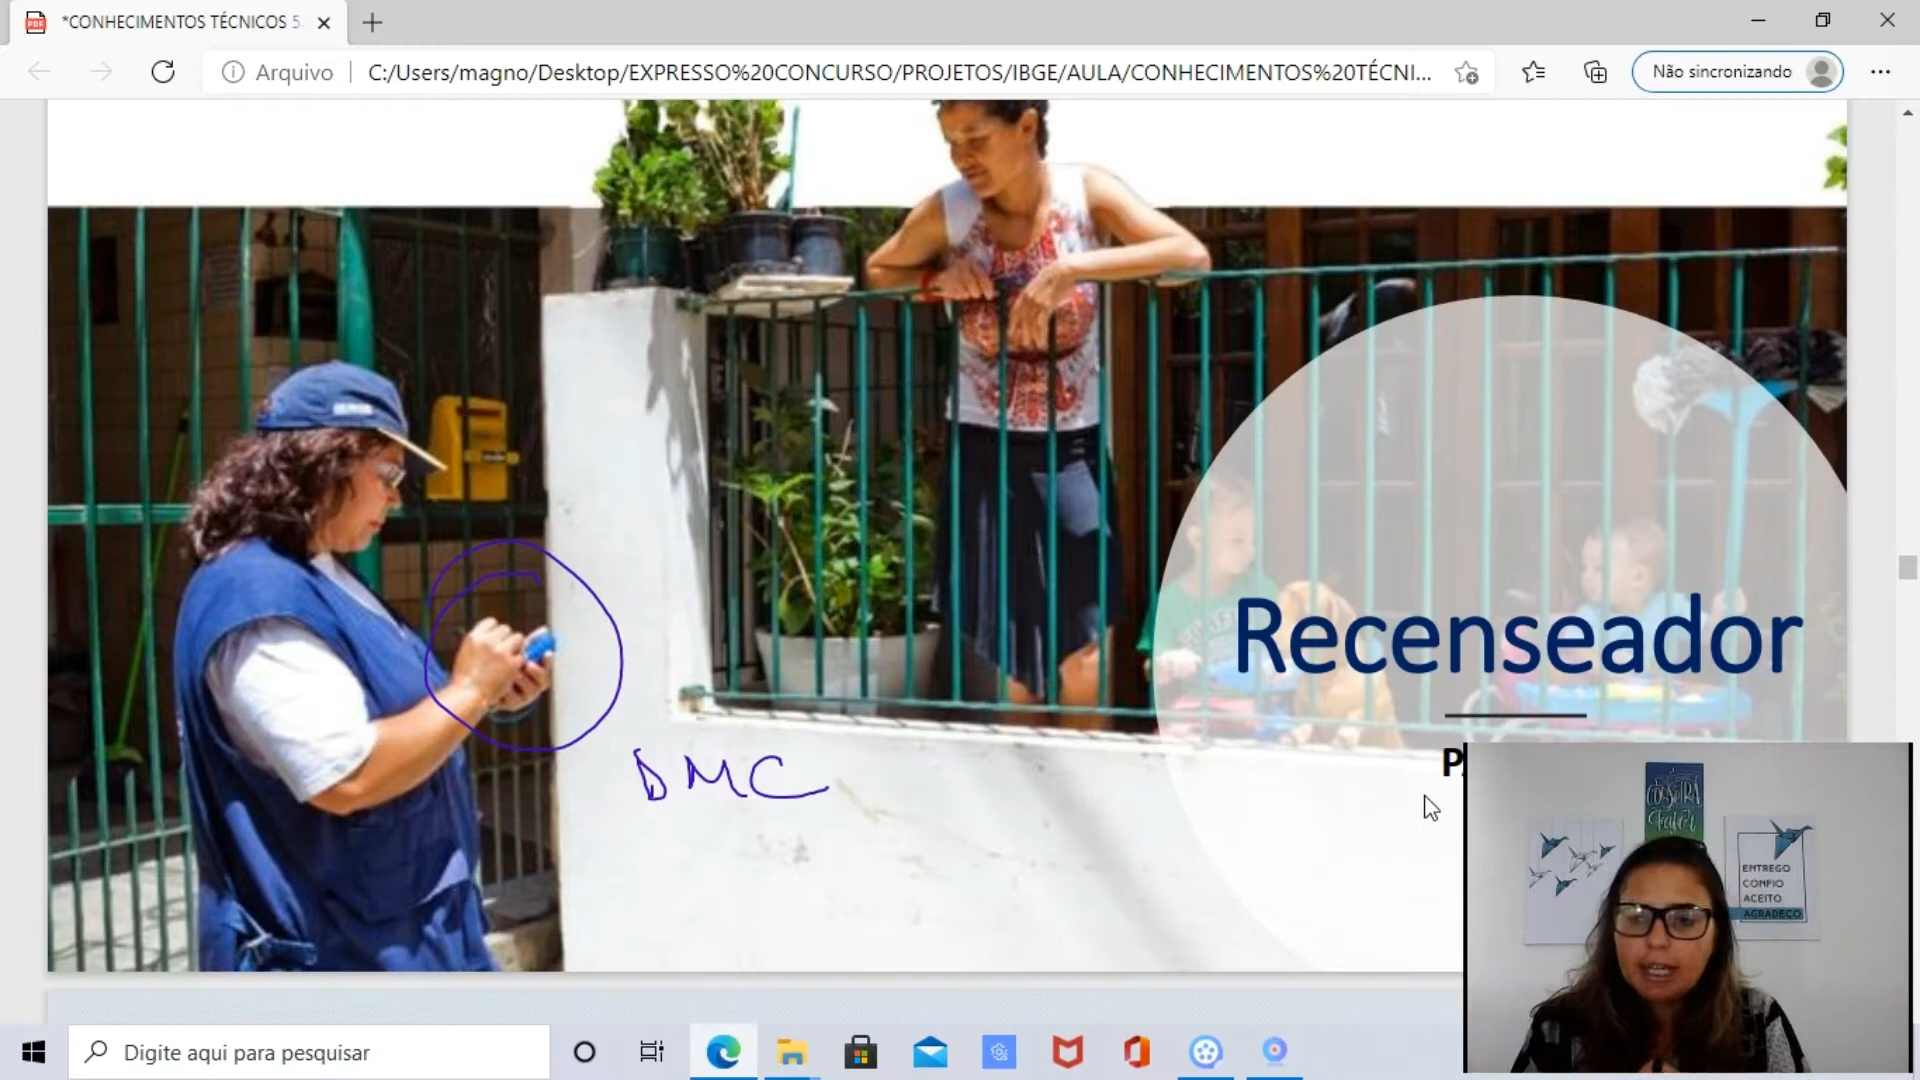 *CONHECIMENTOS TÉCNICOS 5
Arquivo
C:/Users/magno/Desktop/EXPRESSO%20CONCURSO/PROJETOS/IBGE/AULA/CONHECIMENTOS%20TÉCNI...
Não sincronizando
Recenseador
DMC
ENTREGO
CONFIO
ACEITO
AGRADEÇO
Digite aqui para pesquisar